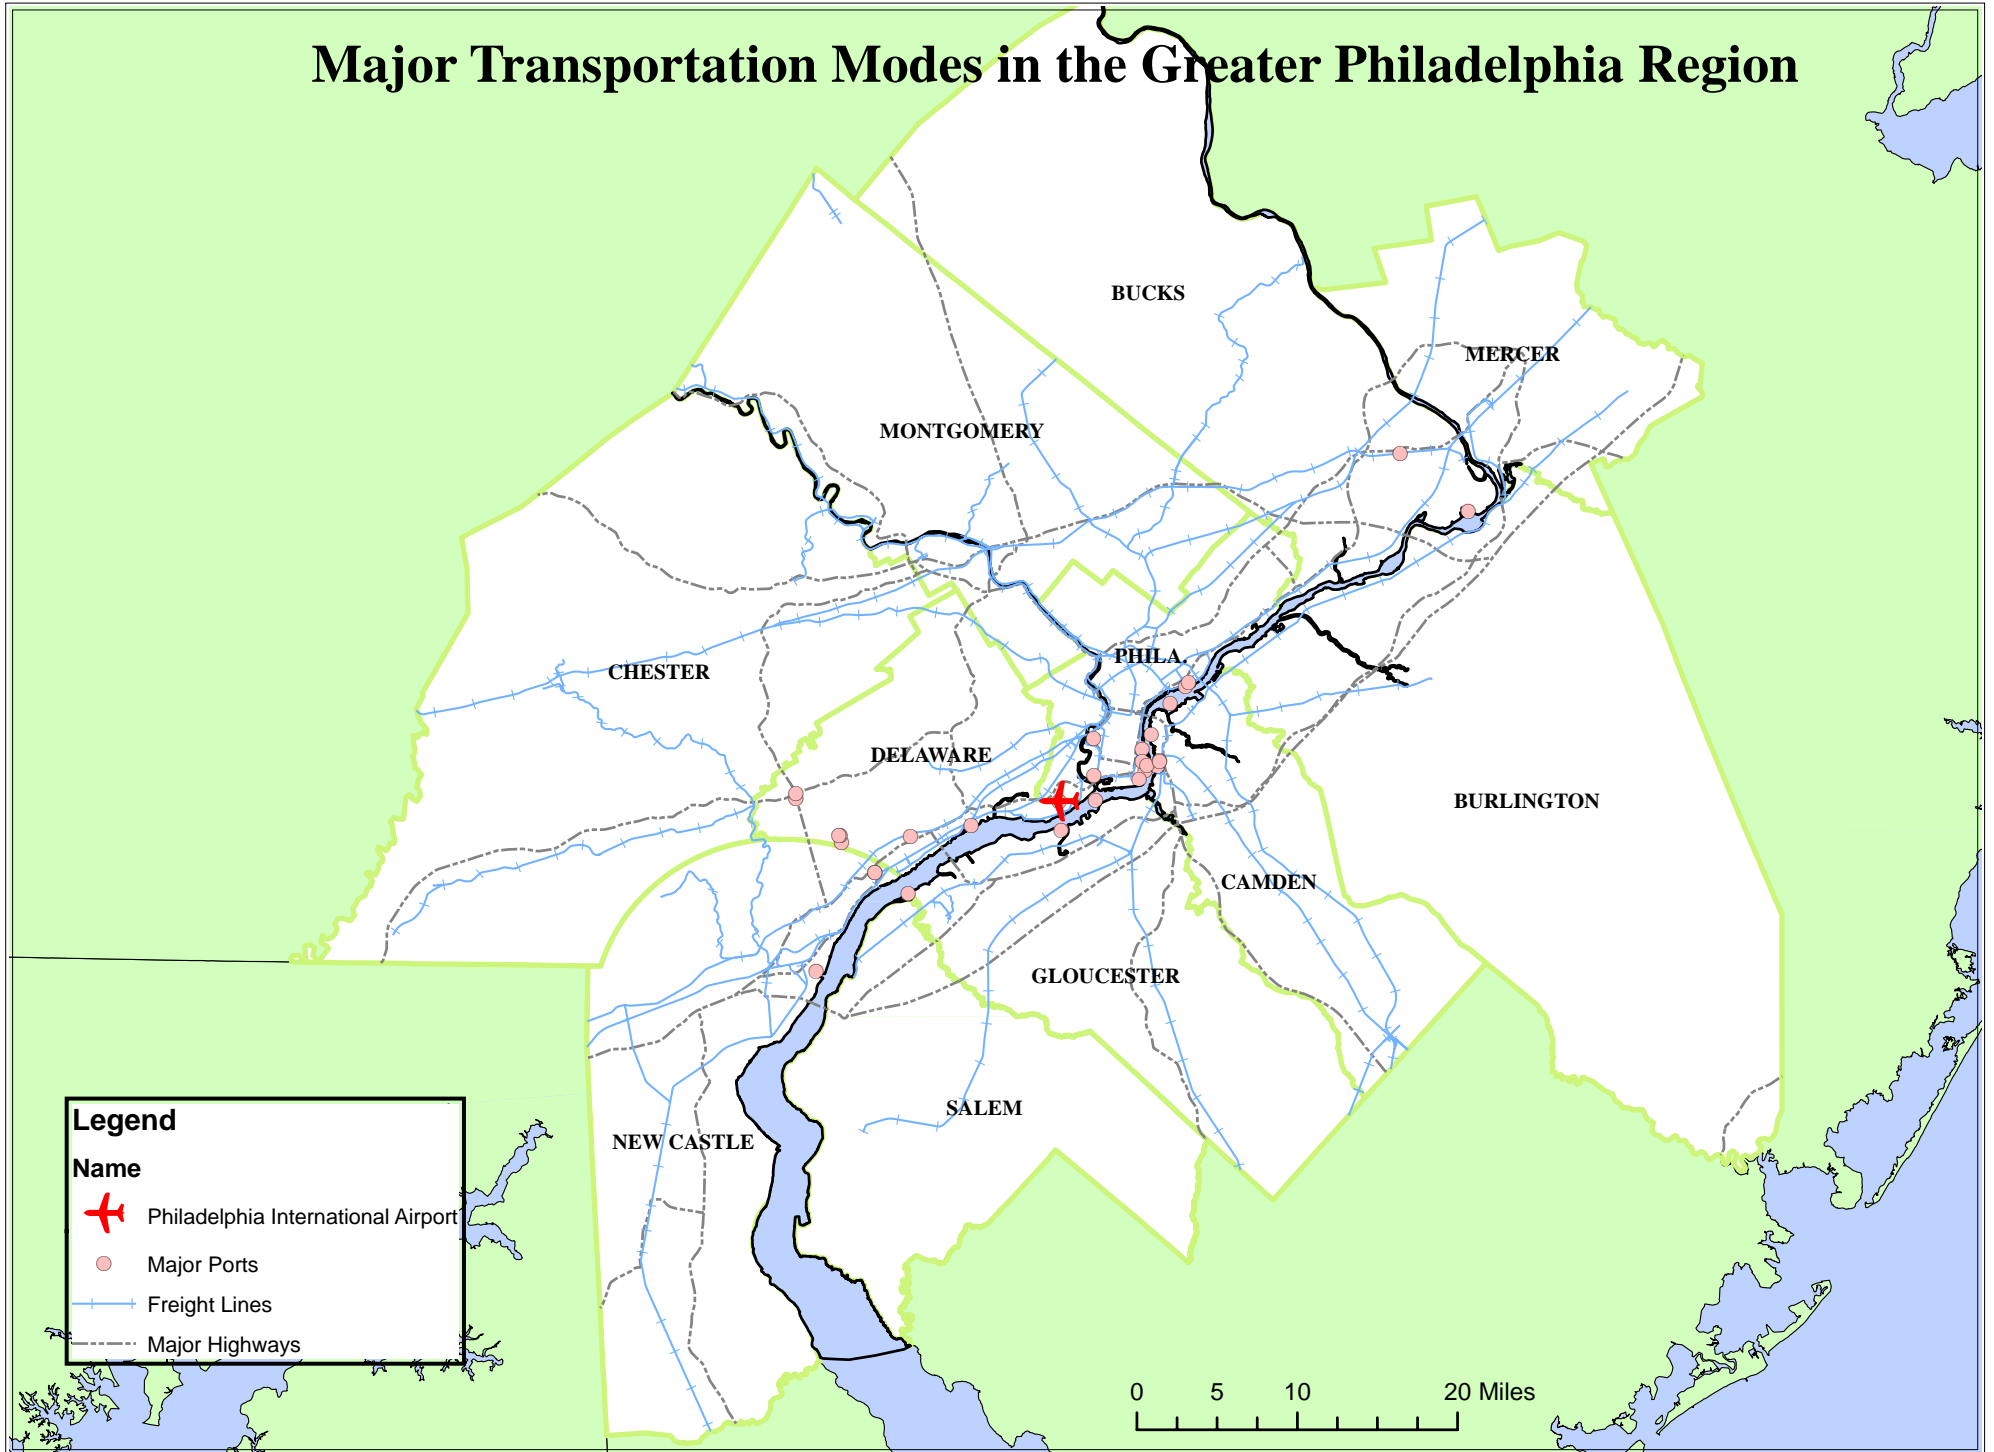 Major Transportation Modes in the Greater Philadelphia Region
BUCKS
MERCER
MONTGOMERY
PHILA.
CHESTER
DELAWARE
BURLINGTON
CAMDEN
GLOUCESTER
SALEM
NEW CASTLE
Legend
Name
Philadelphia International Airport
Major Ports
Freight Lines
Major Highways
0 5 10 20 Miles